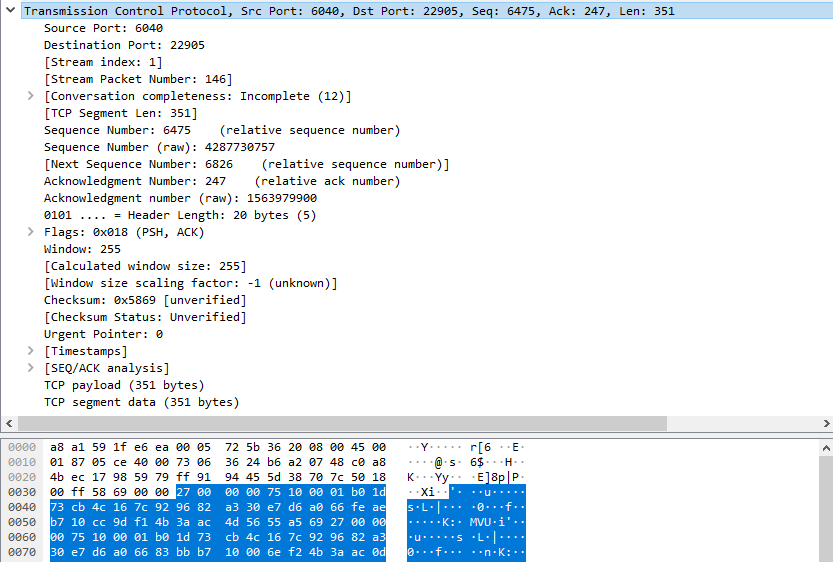 Transmission Control Protocol, Src Port: 6040, Dst Port: 22905, Seq: 6475, Ack: 247, Len: 351
Source Port: 6040
Destination Port: 22905
[Stream index: 1]
[Stream Packet Number: 146]
[Conversation completeness: Incomplete (12)]
[TCP Segment Len: 351]
Sequence Number: 6475    (relative sequence number)
Sequence Number (raw): 4287730757
[Next Sequence Number: 6826    (relative sequence number)]
Acknowledgment Number: 247    (relative ack number)
Acknowledgment number (raw): 1563979900
0101 .... = Header Length: 20 bytes (5)
Flags: 0x018 (PSH, ACK)
Window: 255
[Calculated window size: 255]
[Window size scaling factor: -1 (unknown)]
Checksum: 0x5869 [unverified]
[Checksum Status: Unverified]
Urgent Pointer: 0
[Timestamps]
[SEQ/ACK analysis]
TCP payload (351 bytes)
TCP segment data (351 bytes)
0000 a8 a1 59 1f e6 ea 00 05 72 5b 36 20 08 00 45 00 ··Y····· r[6 ··E·
0010 01 87 05 ce 40 00 73 06 36 24 b6 a2 07 48 c0 a8 ····@·s· 6$···H··
0020 4b ec 17 98 59 79 ff 91 94 45 5d 38 70 7c 50 18 K···Yy·· ·E]8p|P·
0030 00 ff 58 69 00 00 27 00 00 00 75 10 00 01 b0 1d ··Xi··'· ··u·····
0040 73 cb 4c 16 7c 92 96 82 a3 30 e7 d6 a0 66 fe ae s·L·|··· ·0···f··
0050 b7 10 cc 9d f1 4b 3a ac 4d 56 55 a5 69 27 00 00 ·····K:· MVU·i'··
0060 00 75 10 00 01 b0 1d 73 cb 4c 16 7c 92 96 82 a3 ·u·····s ·L·|····
0070 30 e7 d6 a0 66 83 bb b7 10 00 6e f2 4b 3a ac 0d 0···f··· ··n·K:··